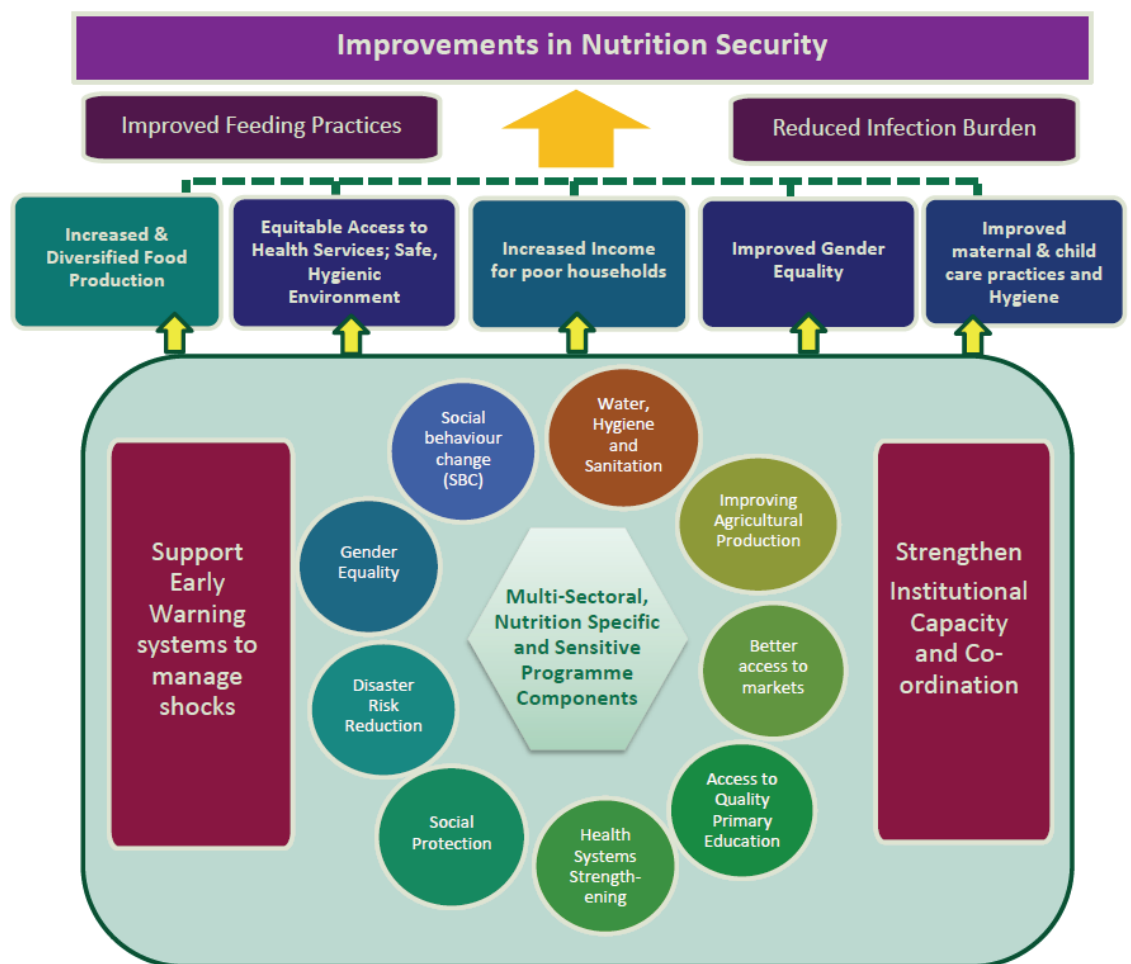 Improvements in Nutrition Security
Improved Feeding Practices
Reduced Infection Burden
Increased &
Diversified Food
Production
Equitable Access to
Health Services; Safe,
Hygienic
Environment
Increased Income
for poor households
Improved Gender
Equality
Improved
maternal & child
care practices and
Hygiene
Support
Early
Warning
systems to
manage
shocks
Social
behaviour
change
(SBC)
Water,
Hygiene
and
Sanitation
Improving
Agricultural
Production
Better
access to
markets
Access to
Quality
Primary
Education
Health
Systems
Strength-
ening
Social
Protection
Disaster
Risk
Reduction
Gender
Equality
Multi-Sectoral,
Nutrition Specific
and Sensitive
Programme
Components
Strengthen
Institutional
Capacity
and Co-
ordination